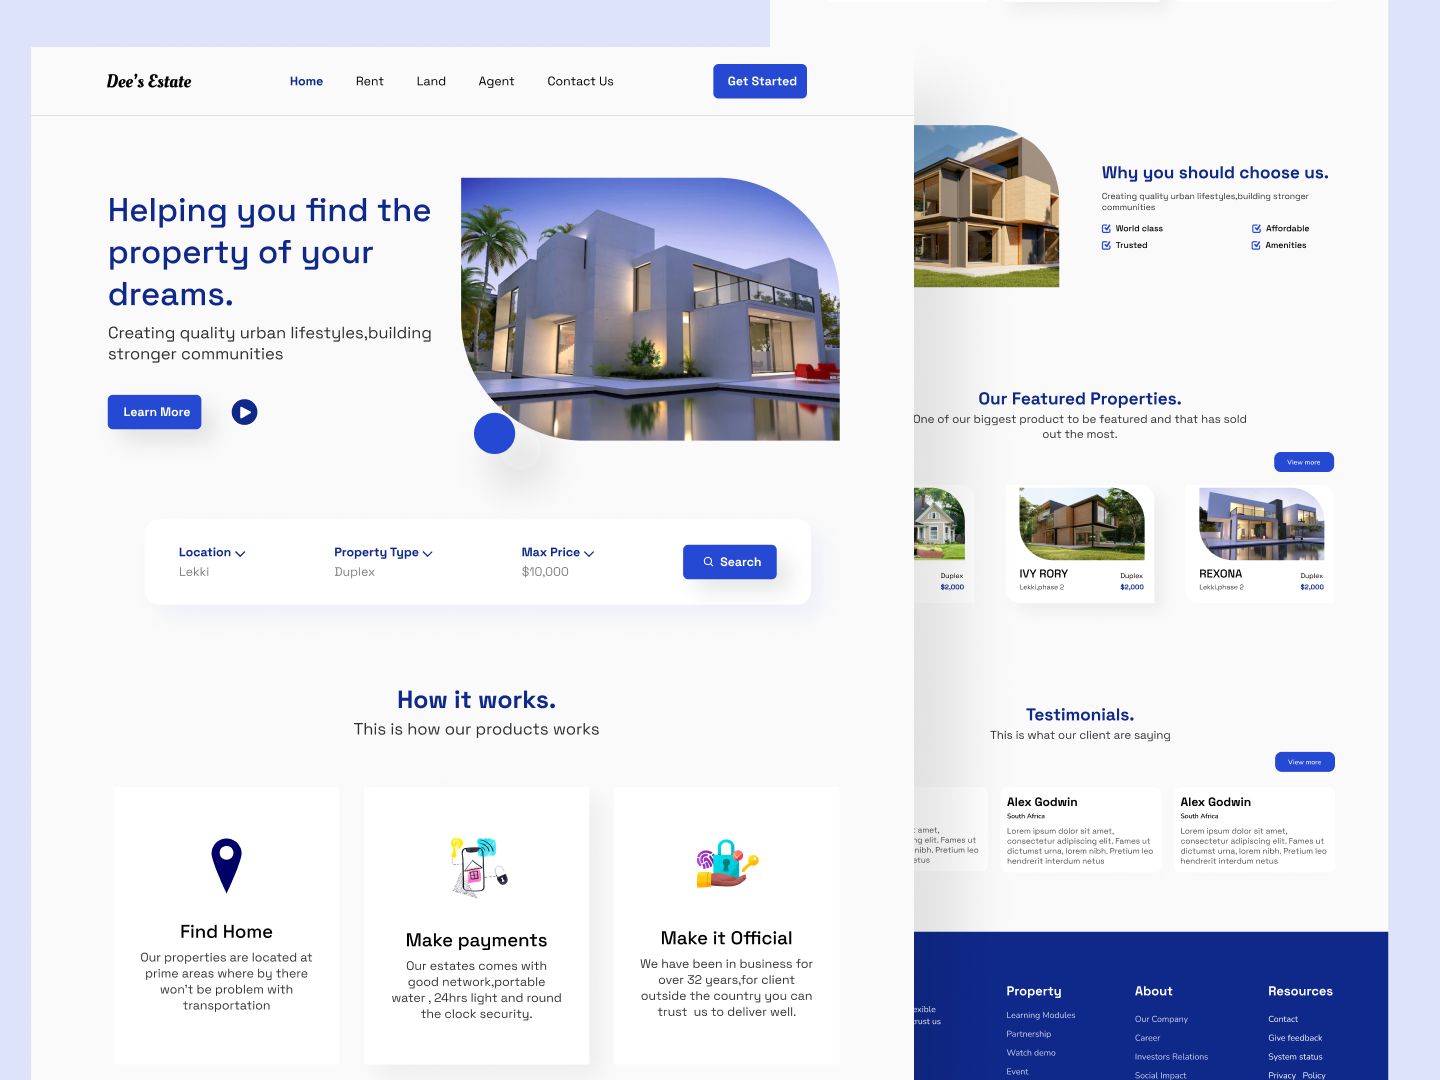 Dee's Estate
Home
Rent
Land
Agent
Contact Us
Get Started
Helping you find the
property of your
dreams.
Creating quality urban lifestyles,building
stronger communities
Learn More
Location
Lekki
Property Type
Duplex
Max Price
$10,000
Search
How it works.
This is how our products works
Find Home
Our properties are located at
prime areas where by there
won't be problem with
transportation
Make payments
Our estates comes with
good network,portable
water , 24hrs light and round
the clock security.
Make it Official
We have been in business for
over 32 years,for client
outside the country you can
trust us to deliver well.
Why you should choose us.
Creating quality urban lifestyles,building stronger
communities
World class
Affordable
Trusted
Amenities
Our Featured Properties.
One of our biggest product to be featured and that has sold
out the most.
View more
Duplex
$2,000
IVY RORY
Lekki,phase 2
Duplex
$2,000
REXONA
Lekki,phase 2
Duplex
$2,000
Testimonials.
This is what our client are saying
View more
amet,
elit. Fames ut
nibh. Pretium leo
Alex Godwin
South Africa
Lorem ipsum dolor sit amet,
consectetur adipiscing elit. Fames ut
dictumst urna, lorem nibh. Pretium leo
hendrerit interdum netus
Alex Godwin
South Africa
Lorem ipsum dolor sit amet,
consectetur adipiscing elit. Fames ut
dictumst urna, lorem nibh. Pretium leo
hendrerit interdum netus
trust us
Property
Learning Modules
Partnership
Watch demo
Event
About
Our Company
Career
Investors Relations
Social Impact
Resources
Contact
Give feedback
System status
Privacy Policy